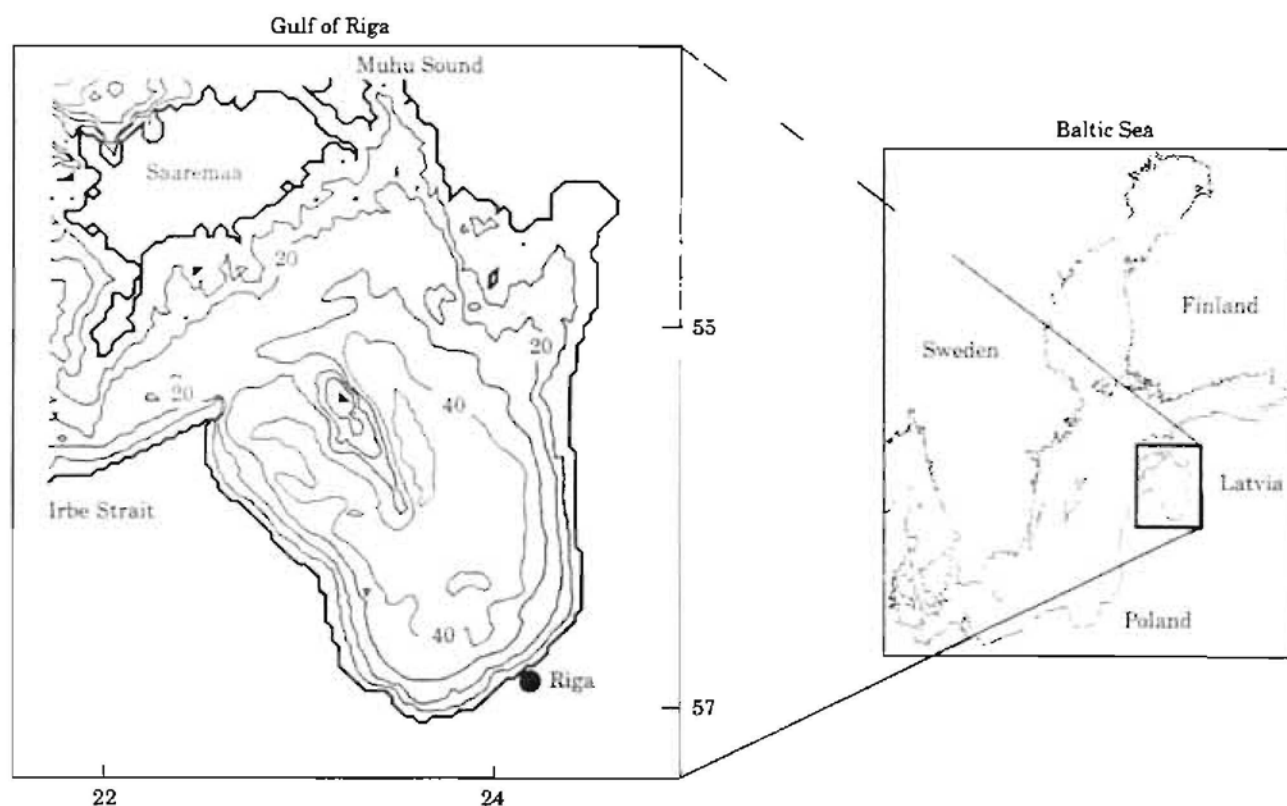 Gulf of Riga
Muhu Sound
Saaremaa
20
55
20
20
40
Irbe Strait
40
Riga
57
22
24
Baltic Sea
Finland
Sweden
Latvia
Poland